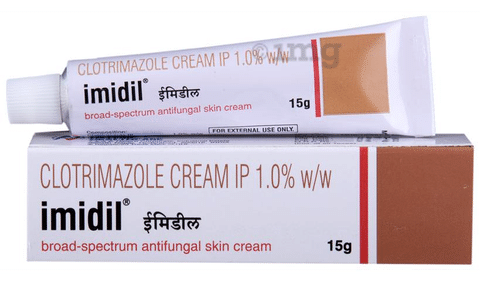 1mg
CLOTRIMAZOLE CREAM IP 1.0% w/w
imidil® ईमिडील
broad-spectrum antifungal skin cream
15g
FOR EXTERNAL USE ONLY.
CLOTRIMAZOLE CREAM IP 1.0% w/w
imidil® ईमिडील
broad-spectrum antifungal skin cream
15g